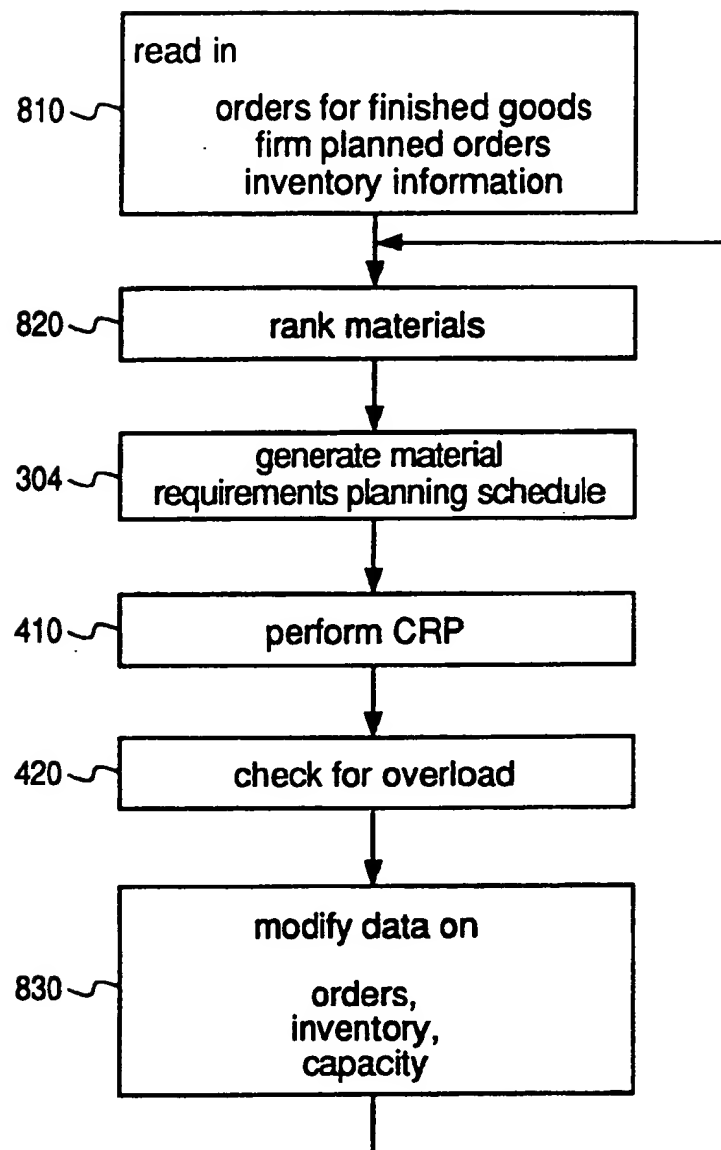 read in
810
orders for finished goods
firm planned orders
inventory information
820
rank materials
304
generate material
requirements planning schedule
410
perform CRP
420
check for overload
modify data on
830
orders,
inventory,
capacity